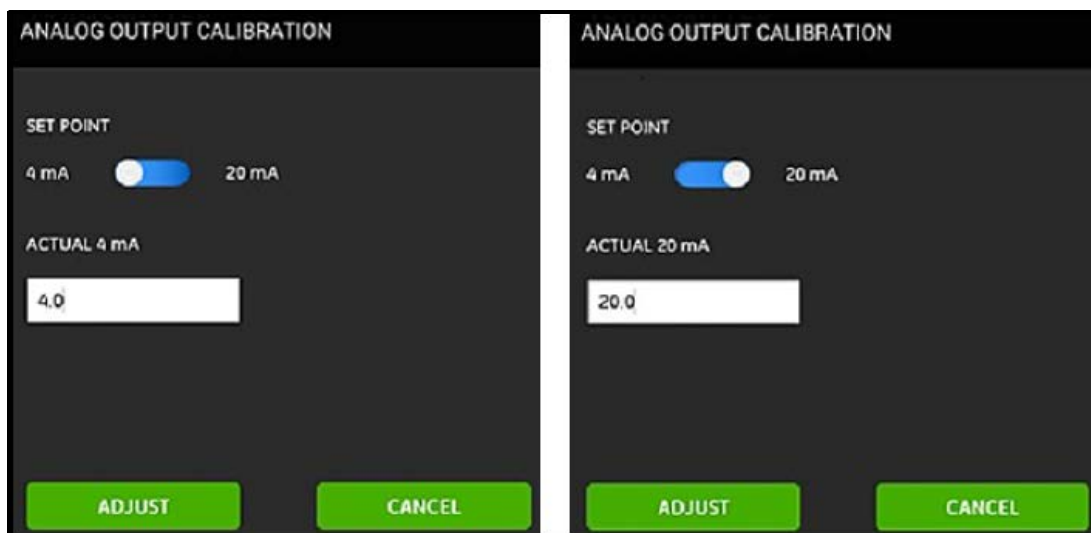 ANALOG OUTPUT CALIBRATION
SET POINT
4 mA 20 mA
ACTUAL 4 mA
4.0
ADJUST CANCEL
ANALOG OUTPUT CALIBRATION
SET POINT
4 mA 20 mA
ACTUAL 20 mA
20.0
ADJUST CANCEL